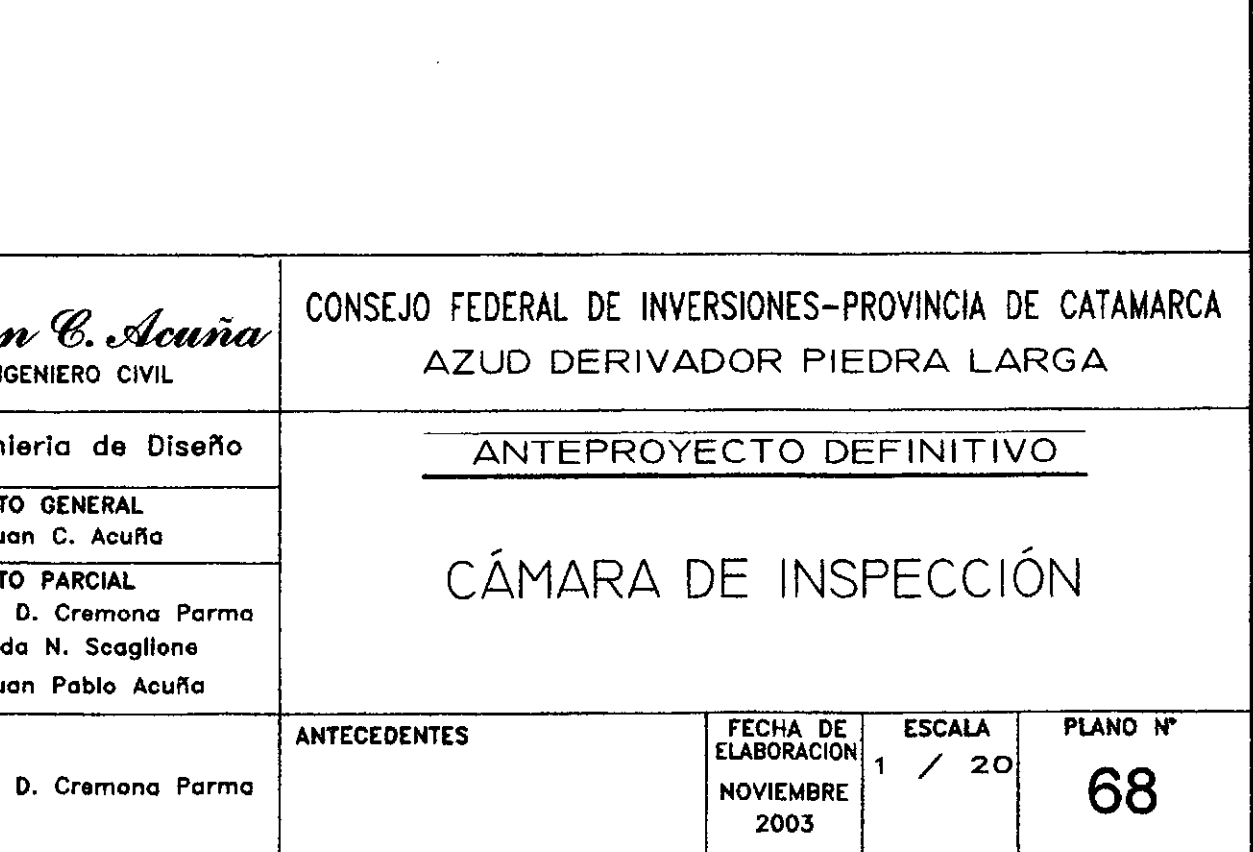 n C. Acuña
NGENIERO CIVIL
nieria de Diseño
TO GENERAL
uan C. Acuña
TO PARCIAL
D. Cremona Parma
da N. Scaglione
uan Pablo Acuña
D. Cremona Parma
CONSEJO FEDERAL DE INVERSIONES-PROVINCIA DE CATAMARCA
AZUD DERIVADOR PIEDRA LARGA
ANTEPROYECTO DEFINITIVO
CÁMARA DE INSPECCIÓN
ANTECEDENTES
FECHA DE
ELABORACION
NOVIEMBRE
2003
ESCALA
1 / 20
PLANO N°
68